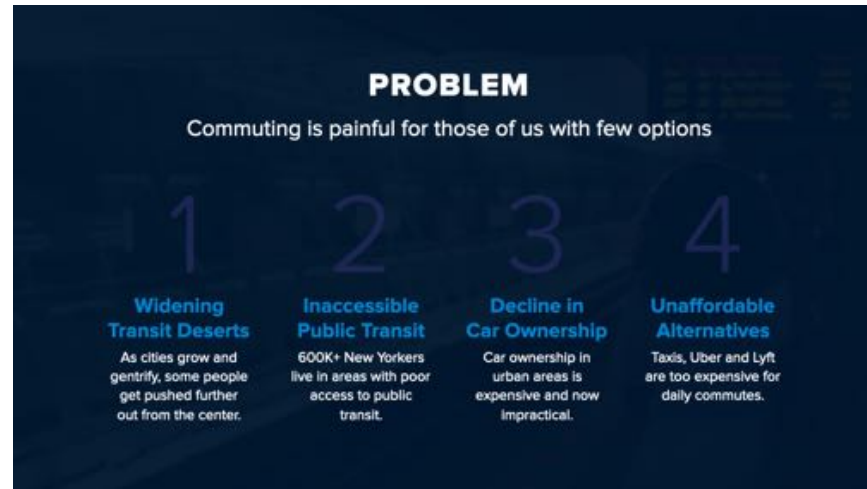 PROBLEM
Commuting is painful for those of us with few options
1
Widening
Transit Deserts
As cities grow and
gentrify, some people
get pushed further
out from the center.
2
Inaccessible
Public Transit
600K+ New Yorkers
live in areas with poor
access to public
transit.
3
Decline in
Car Ownership
Car ownership in
urban areas is
expensive and now
impractical.
4
Unaffordable
Alternatives
Taxis, Uber and Lyft
are too expensive for
daily commutes.